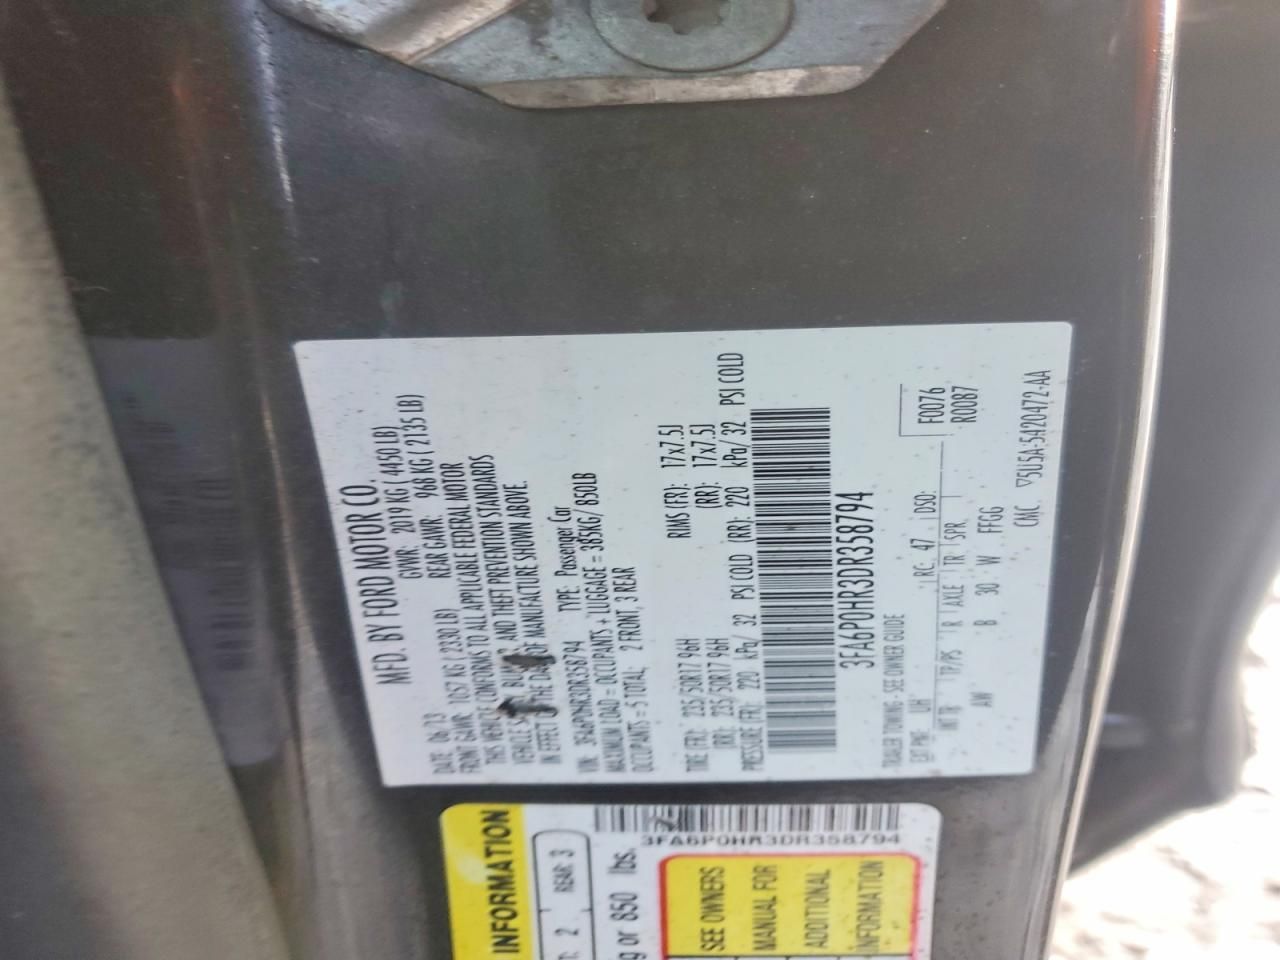 MFD. BY FORD MOTOR CO.
DATE: 06/13 GVWR: 2019 KG ( 4450 LB)
FRONT GAWR: 1057 KG ( 2330 LB) REAR GAWR: 968 KG ( 2135 LB)
THIS VEHICLE CONFORMS TO ALL APPLICABLE FEDERAL MOTOR
VEHICLE AND THEFT PREVENTION STANDARDS
IN EFFECT ON THE DATE OF MANUFACTURE SHOWN ABOVE.
VIN: 3FA6P0HR3DR358794 TYPE: Passenger Car
MAXIMUM LOAD = OCCUPANTS + LUGGAGE = 385KG/ 850LB
OCCUPANTS = 5 TOTAL; 2 FRONT, 3 REAR
TIRE (FR): 235/50R17 96H RIMS (FR): 17x7.5J
(RR): 235/50R17 96H (RR): 17x7.5J
PRESSURE (FR): 220 kPa/ 32 PSI COLD (RR): 220 kPa/ 32 PSI COLD
3FA6P0HR3DR358794
TRAILER TOWING - SEE OWNER GUIDE
EXT PNT: UH RC: 47 DSO: F0076
INT TR TP/PS R AXLE TR SPR R0087
AW B 30 W FFGG
CMC ▽5U5A-5420472-AA
3FA6P0HR3DR358794
INFORMATION
2 REAR: 3
or 850 lbs.
SEE OWNERS
MANUAL FOR
ADDITIONAL
INFORMATION